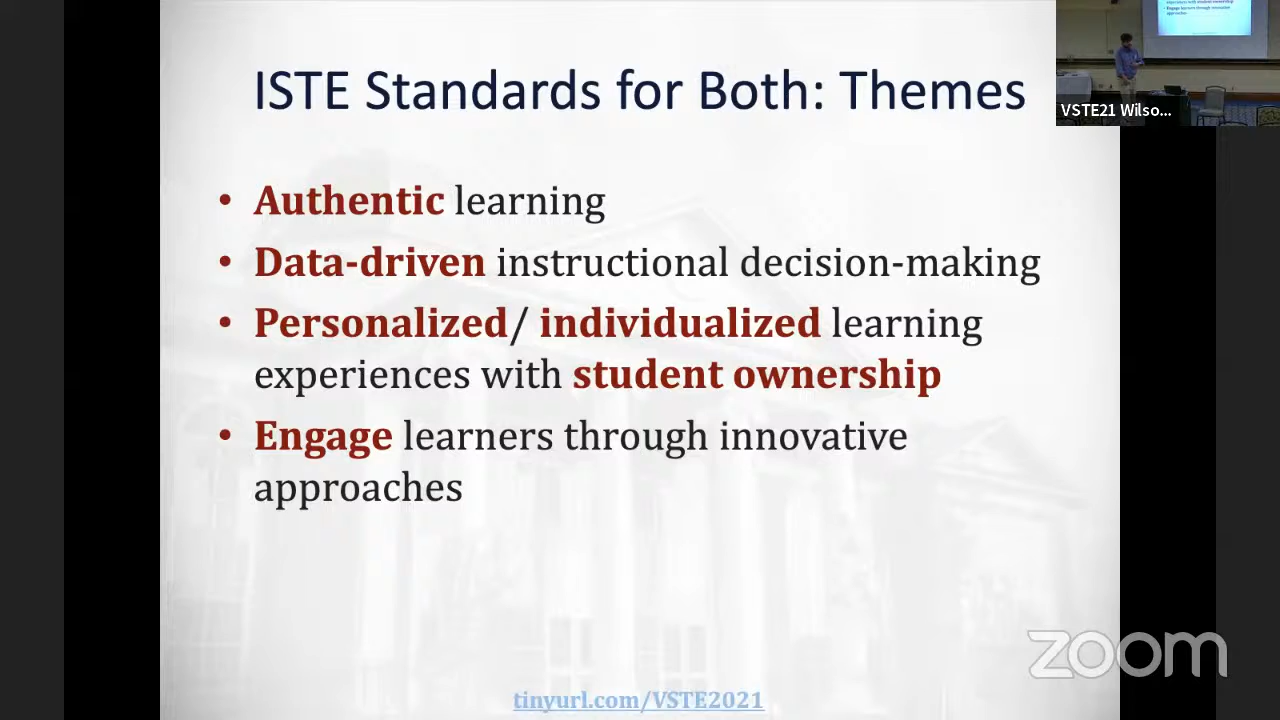 ISTE Standards for Both: Themes
• Authentic learning
• Data-driven instructional decision-making
• Personalized/ individualized learning
experiences with student ownership
• Engage learners through innovative
approaches
tinyurl.com/VSTE2021
VSTE21 Wilso...
zoom